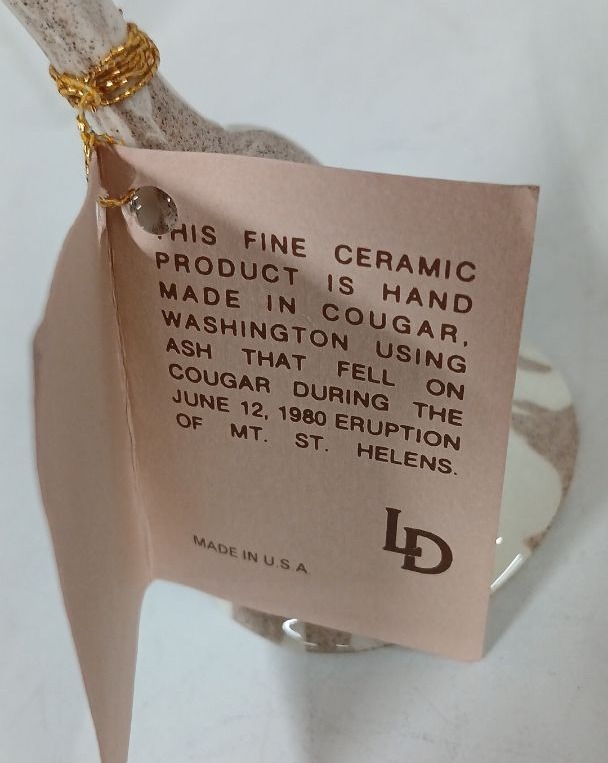 THIS FINE CERAMIC
PRODUCT IS HAND
MADE IN COUGAR,
WASHINGTON USING
ASH THAT FELL ON
COUGAR DURING THE
JUNE 12, 1980 ERUPTION
OF MT. ST. HELENS.
LD
MADE IN U.S.A